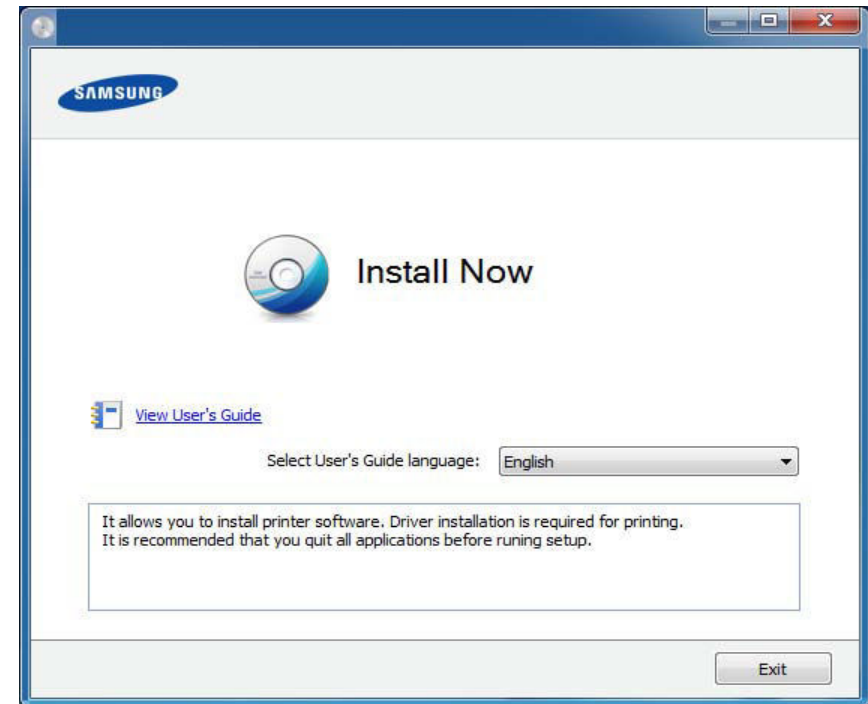 SAMSUNG
Install Now
View User's Guide
Select User's Guide language: English
It allows you to install printer software. Driver installation is required for printing.
It is recommended that you quit all applications before runing setup.
Exit